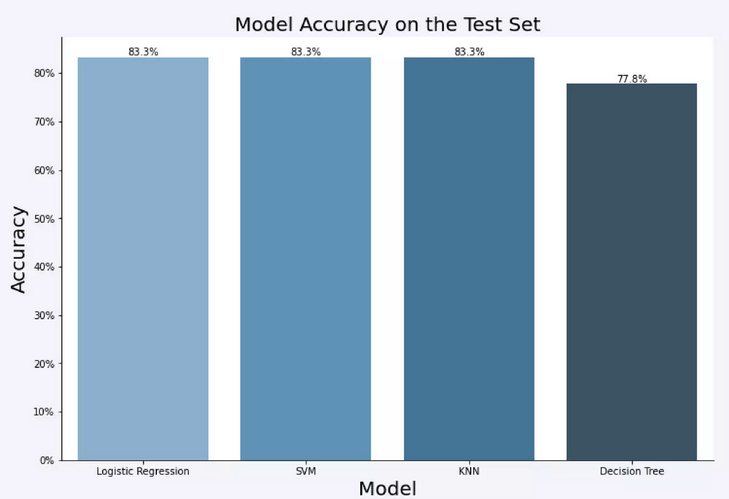 Model Accuracy on the Test Set
83.3%
83.3%
83.3%
77.8%
80%
70%
60%
50%
40%
30%
20%
10%
0%
Accuracy
Logistic Regression
SVM
KNN
Decision Tree
Model